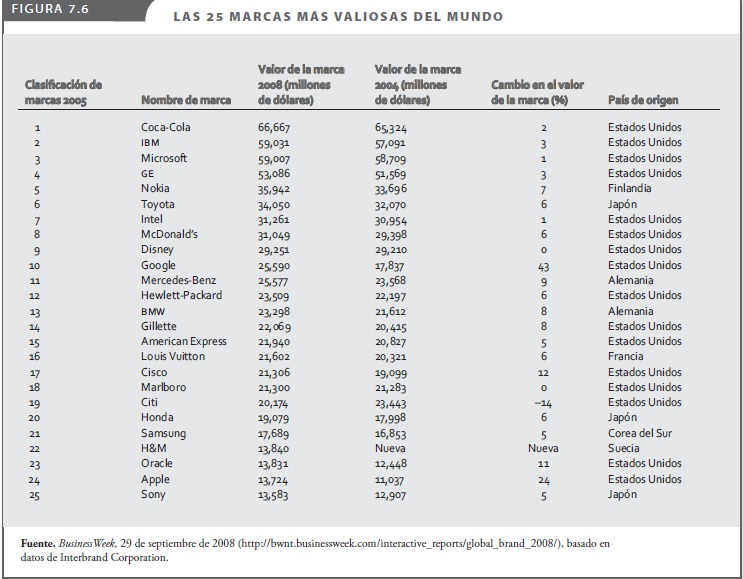 FIGURA 7.6
LAS 25 MARCAS MÁS VALIOSAS DEL MUNDO
Clasificación de marcas 2005 Nombre de marca Valor de la marca 2008 (millones de dólares) Valor de la marca 2004 (millones de dólares) Cambio en el valor de la marca (%) País de origen
1 Coca-Cola 66,667 65,324 2 Estados Unidos
2 IBM 59,031 57,091 3 Estados Unidos
3 Microsoft 59,007 58,709 1 Estados Unidos
4 GE 53,086 51,569 3 Estados Unidos
5 Nokia 35,942 33,696 7 Finlandia
6 Toyota 34,050 32,070 6 Japón
7 Intel 31,261 30,954 1 Estados Unidos
8 McDonald's 31,049 29,398 6 Estados Unidos
9 Disney 29,251 29,210 0 Estados Unidos
10 Google 25,590 17,837 43 Estados Unidos
11 Mercedes-Benz 25,577 23,568 9 Alemania
12 Hewlett-Packard 23,509 22,197 6 Estados Unidos
13 BMW 23,298 21,612 8 Alemania
14 Gillette 22,069 20,415 8 Estados Unidos
15 American Express 21,940 20,827 5 Estados Unidos
16 Louis Vuitton 21,602 20,321 6 Francia
17 Cisco 21,306 19,099 12 Estados Unidos
18 Marlboro 21,300 21,283 0 Estados Unidos
19 Citi 20,174 23,443 –14 Estados Unidos
20 Honda 19,079 17,998 6 Japón
21 Samsung 17,689 16,853 5 Corea del Sur
22 H&M 13,840 Nueva Nueva Suecia
23 Oracle 13,831 12,448 11 Estados Unidos
24 Apple 13,724 11,037 24 Estados Unidos
25 Sony 13,583 12,907 5 Japón
Fuente. BusinessWeek, 29 de septiembre de 2008 (http://bwnt.businessweek.com/interactive_reports/global_brand_2008/), basado en
datos de Interbrand Corporation.